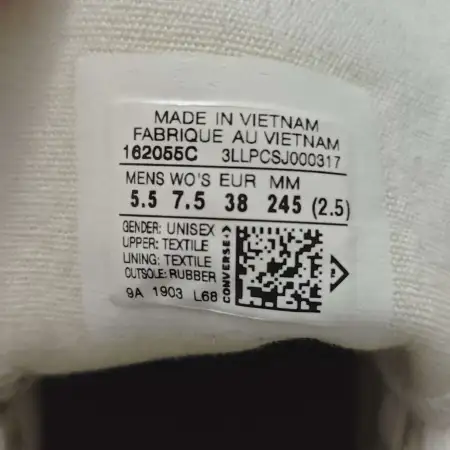 MADE IN VIETNAM
FABRIQUE AU VIETNAM
162055C 3LLPCSJ000317
MENS WO'S EUR MM
5.5 7.5 38 245 (2.5)
GENDER: UNISEX
UPPER: TEXTILE
LINING: TEXTILE
OUTSOLE: RUBBER
9A 1903 L68
CONVERSE